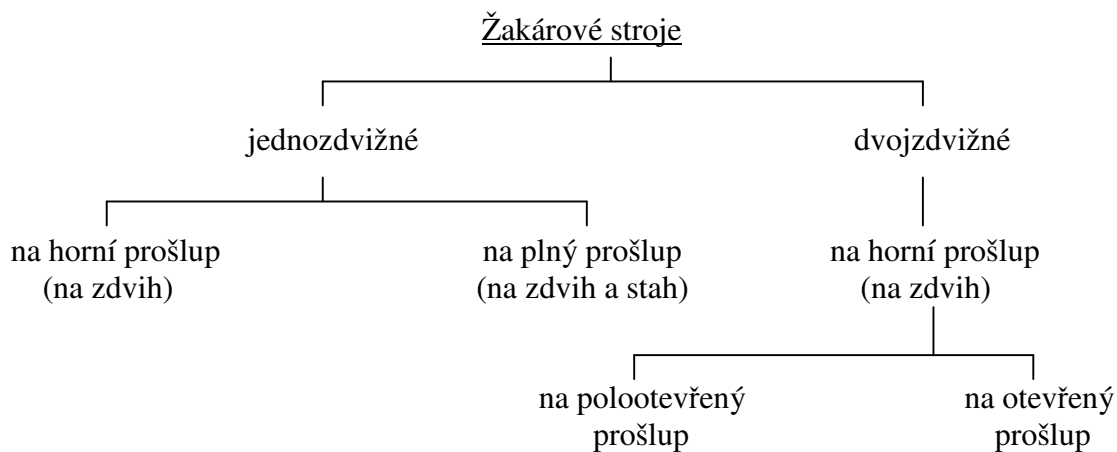 Žakárové stroje
jednozdvižné
dvojzdvižné
na horní prošlup
(na zdvih)
na plný prošlup
(na zdvih a stah)
na horní prošlup
(na zdvih)
na polootevřený
prošlup
na otevřený
prošlup